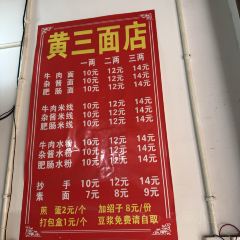 黄三面店
一两 二两 三两
牛肉面 10元 12元 14元
杂酱面 10元 12元 14元
肥肠面 10元 12元 14元
牛肉米线 10元 12元 14元
杂酱米线 10元 12元 14元
肥肠米线 10元 12元 14元
牛肉水粉 10元 12元 14元
杂酱水粉 10元 12元 14元
肥肠水粉 10元 12元 14元
抄手 10元 12元 14元
素面 7元 8元 9元
煎蛋2元/个 加绍子8元/份
打包盒1元/个 豆浆免费请自取